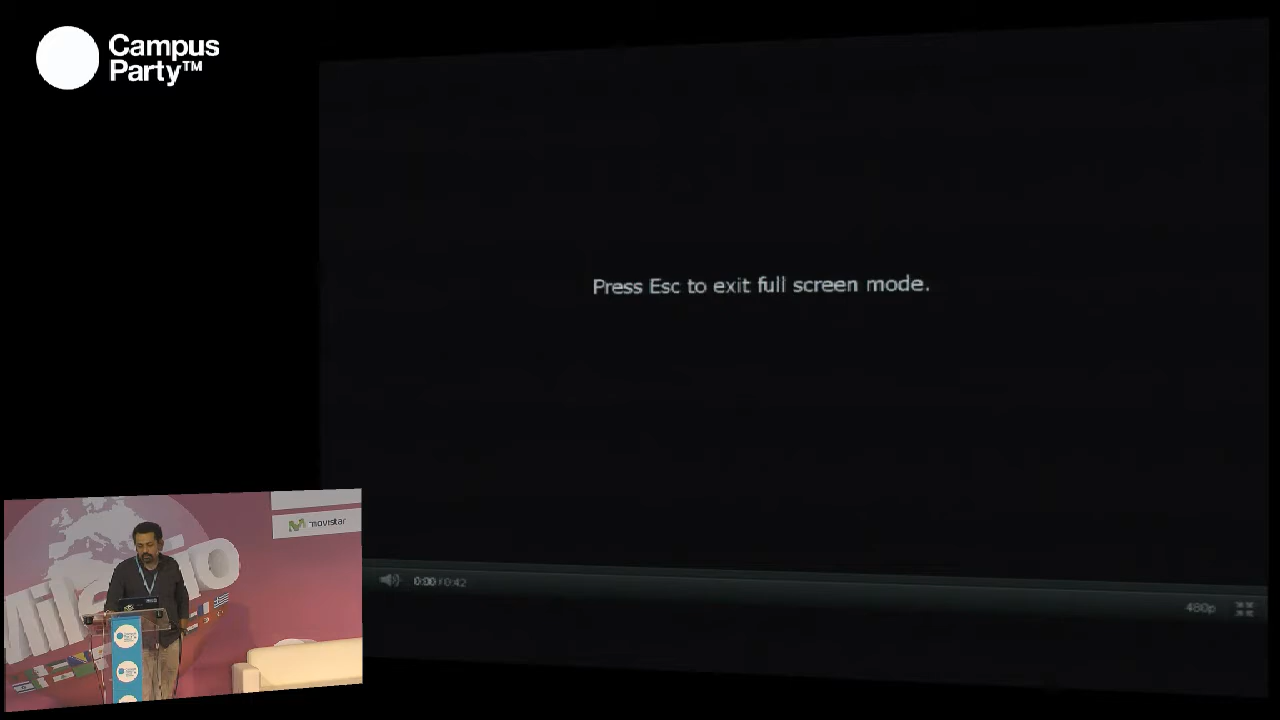 Campus
Party™
Press Esc to exit full screen mode.
movistar
0:00 / 0:42
480p